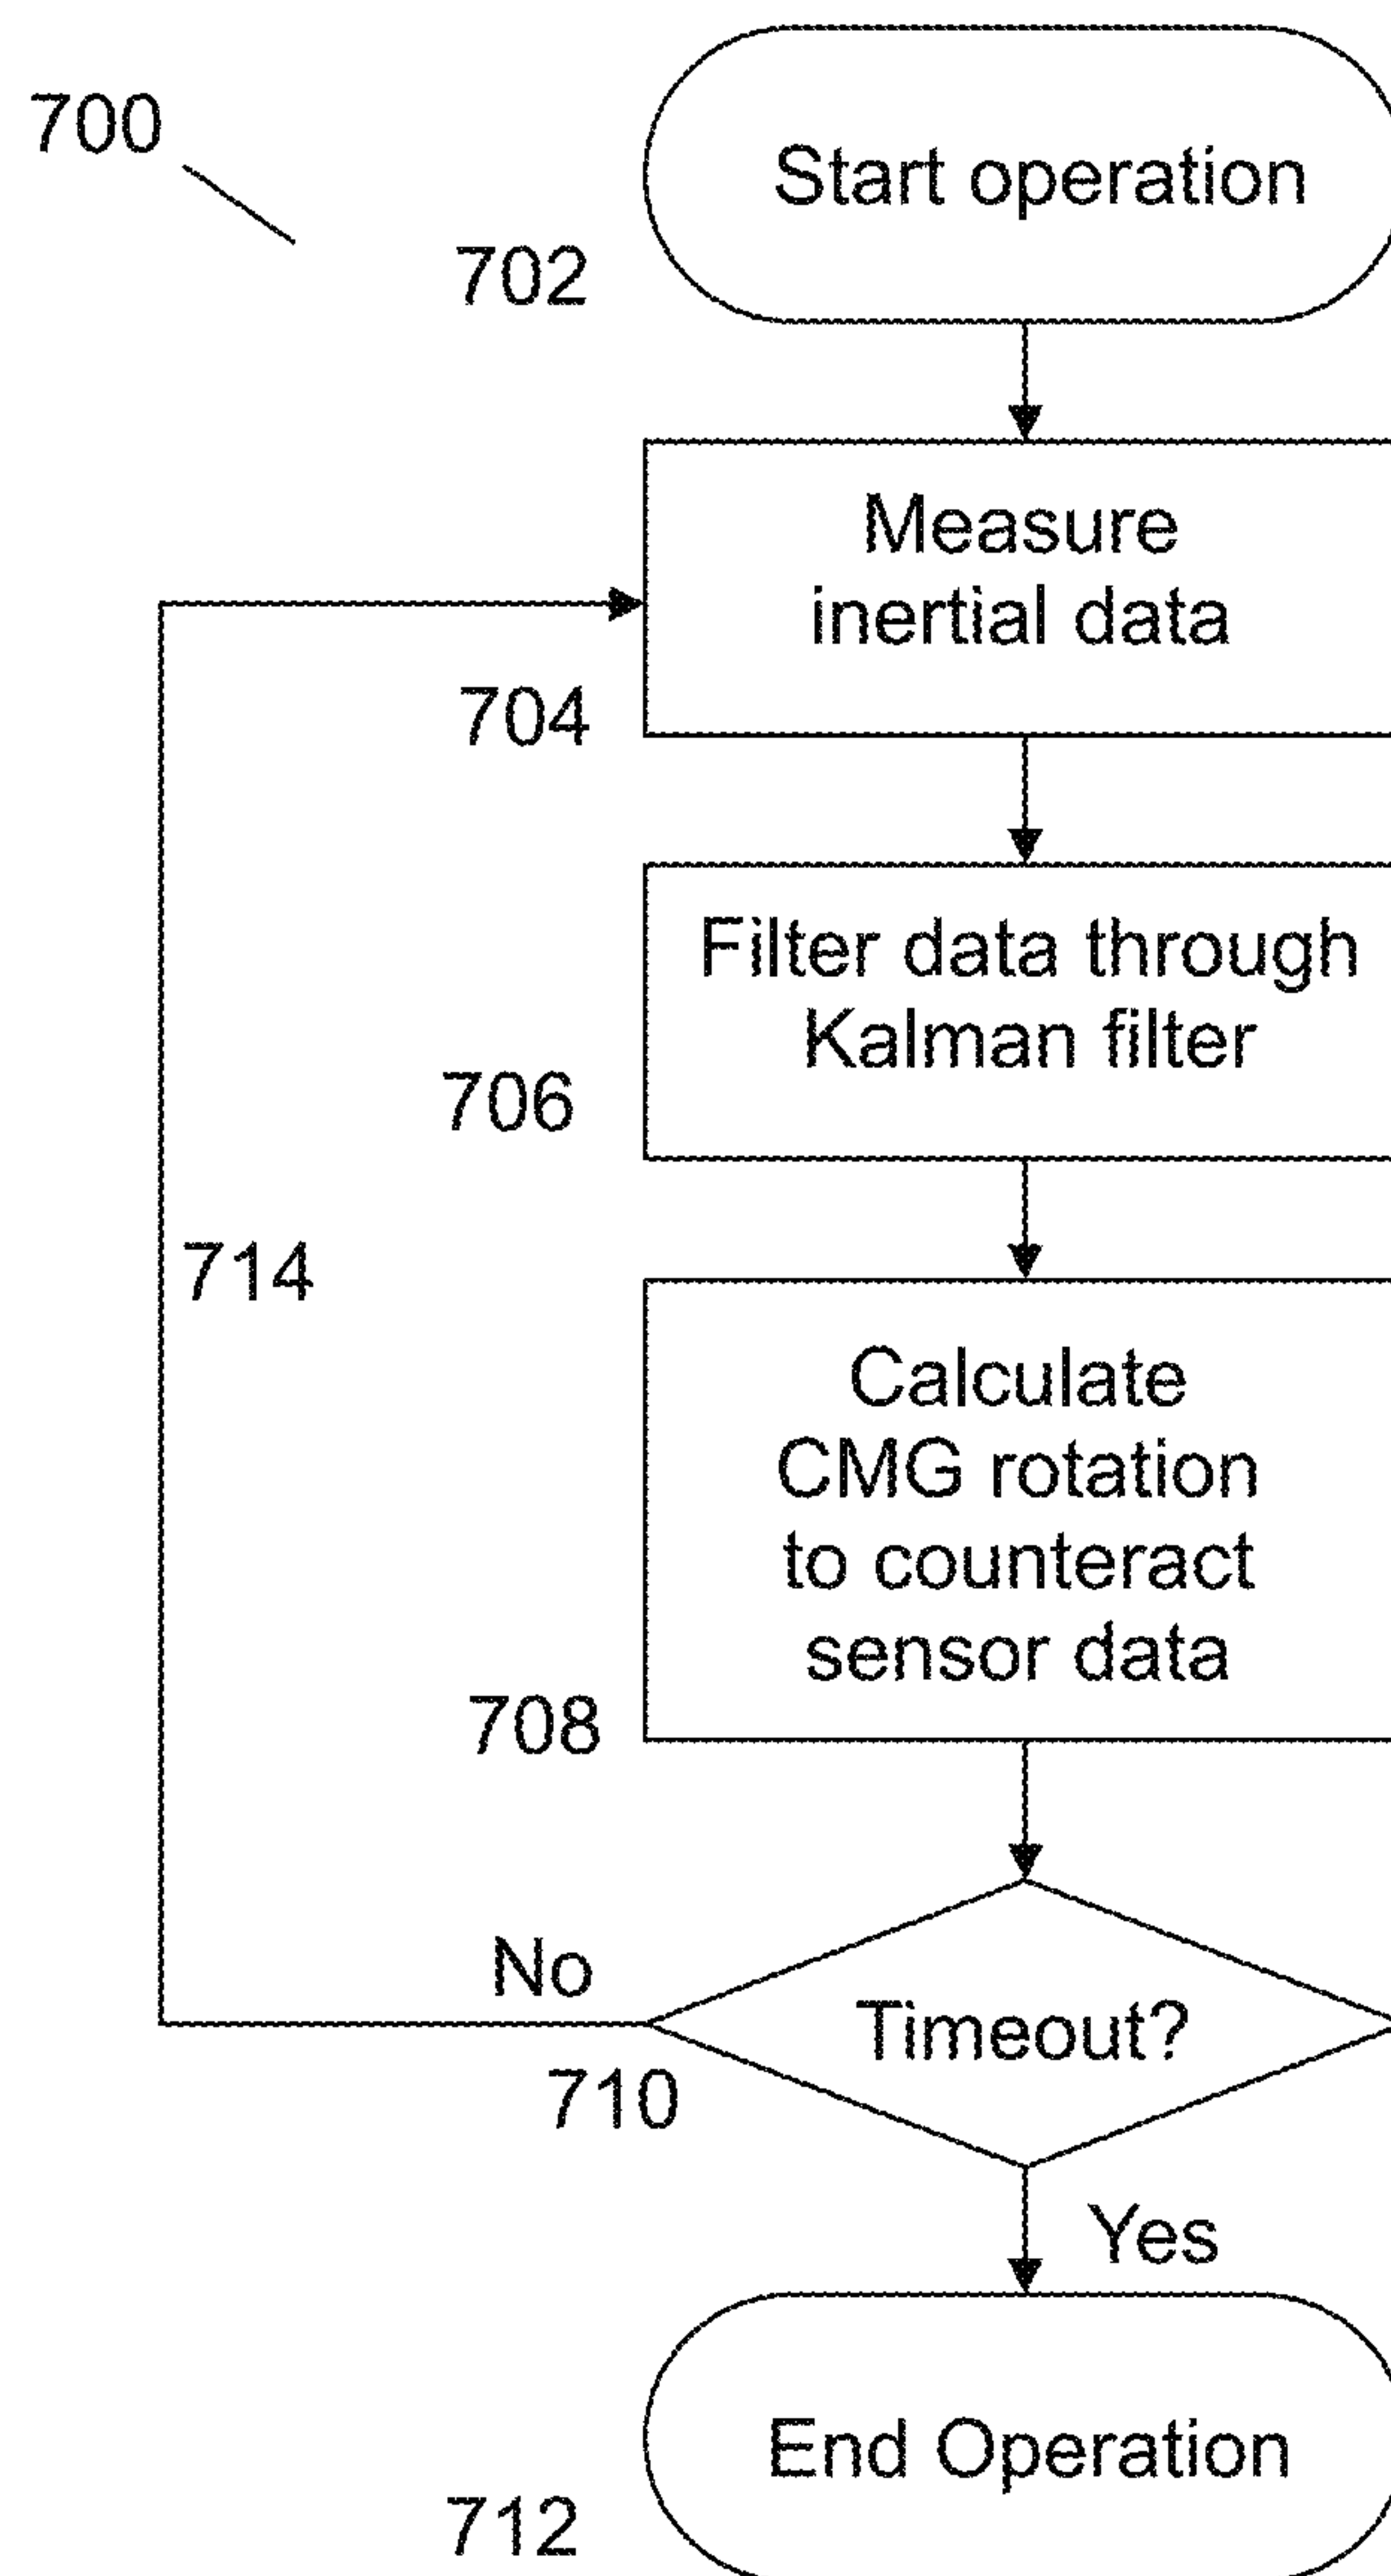 700
Start operation
702
Measure
inertial data
704
Filter data through
Kalman filter
706
714
Calculate
CMG rotation
to counteract
sensor data
708
No
Timeout?
710
Yes
End Operation
712